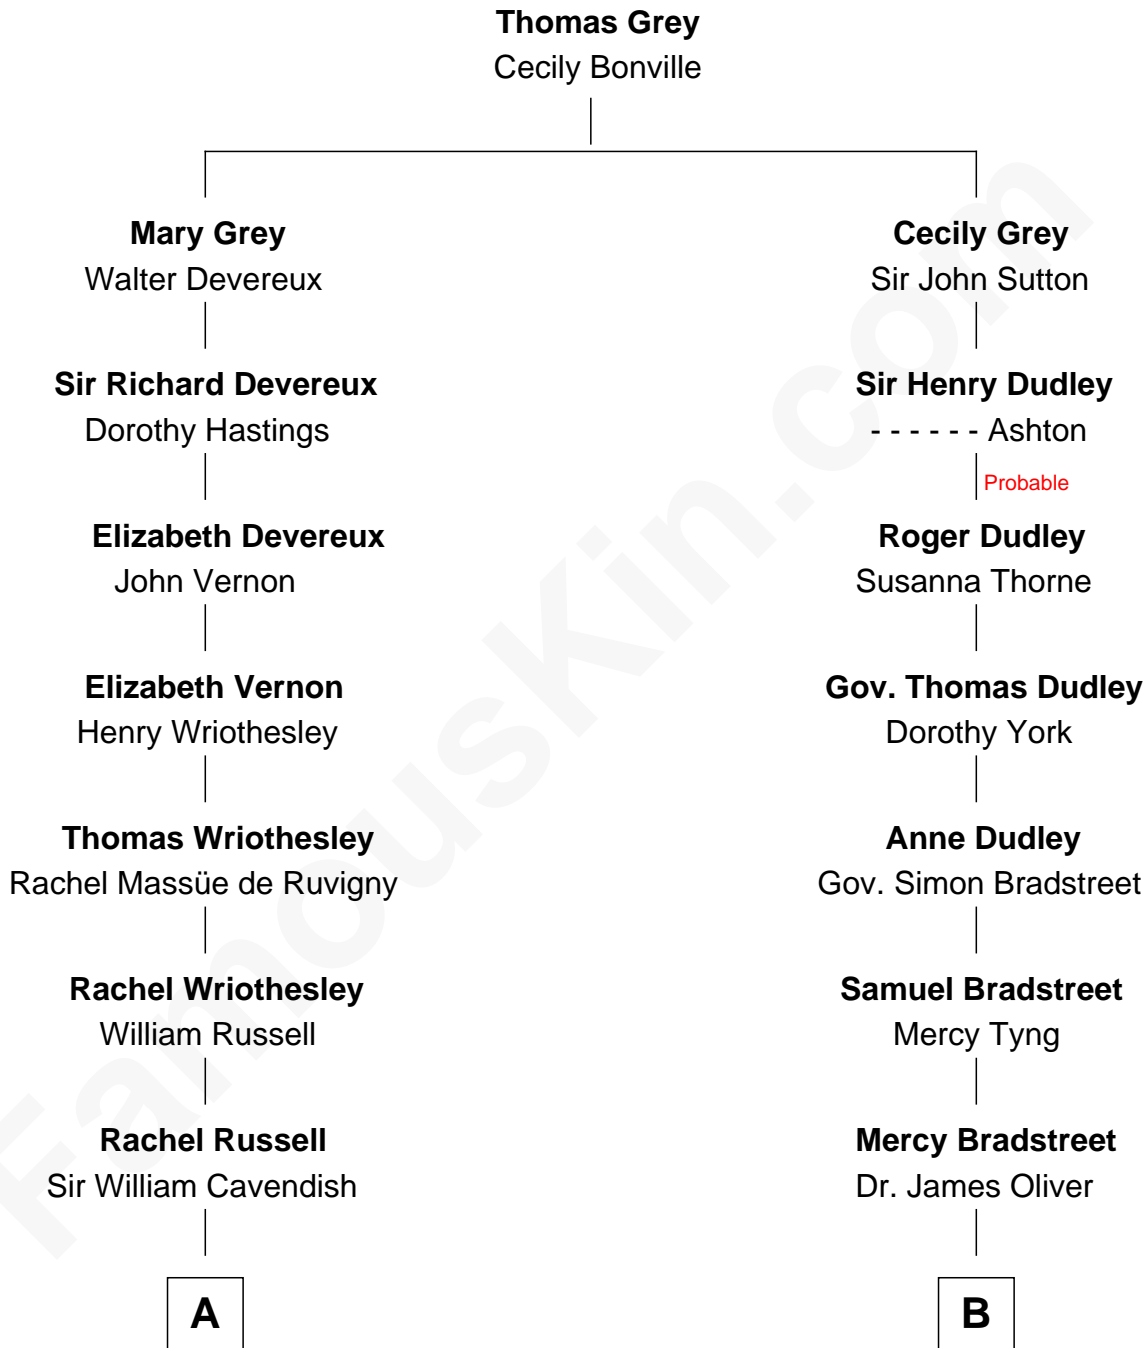 Thomas Grey
Cecily Bonville
Mary Grey
Walter Devereux
Cecily Grey
Sir John Sutton
Sir Richard Devereux
Dorothy Hastings
Sir Henry Dudley
- - - - - - Ashton
Probable
Elizabeth Devereux
John Vernon
Roger Dudley
Susanna Thorne
Elizabeth Vernon
Henry Wriothesley
Gov. Thomas Dudley
Dorothy York
Thomas Wriothesley
Rachel Massüe de Ruvigny
Anne Dudley
Gov. Simon Bradstreet
Rachel Wriothesley
William Russell
Samuel Bradstreet
Mercy Tyng
Rachel Russell
Sir William Cavendish
Mercy Bradstreet
Dr. James Oliver
A
B
FamousKin.com